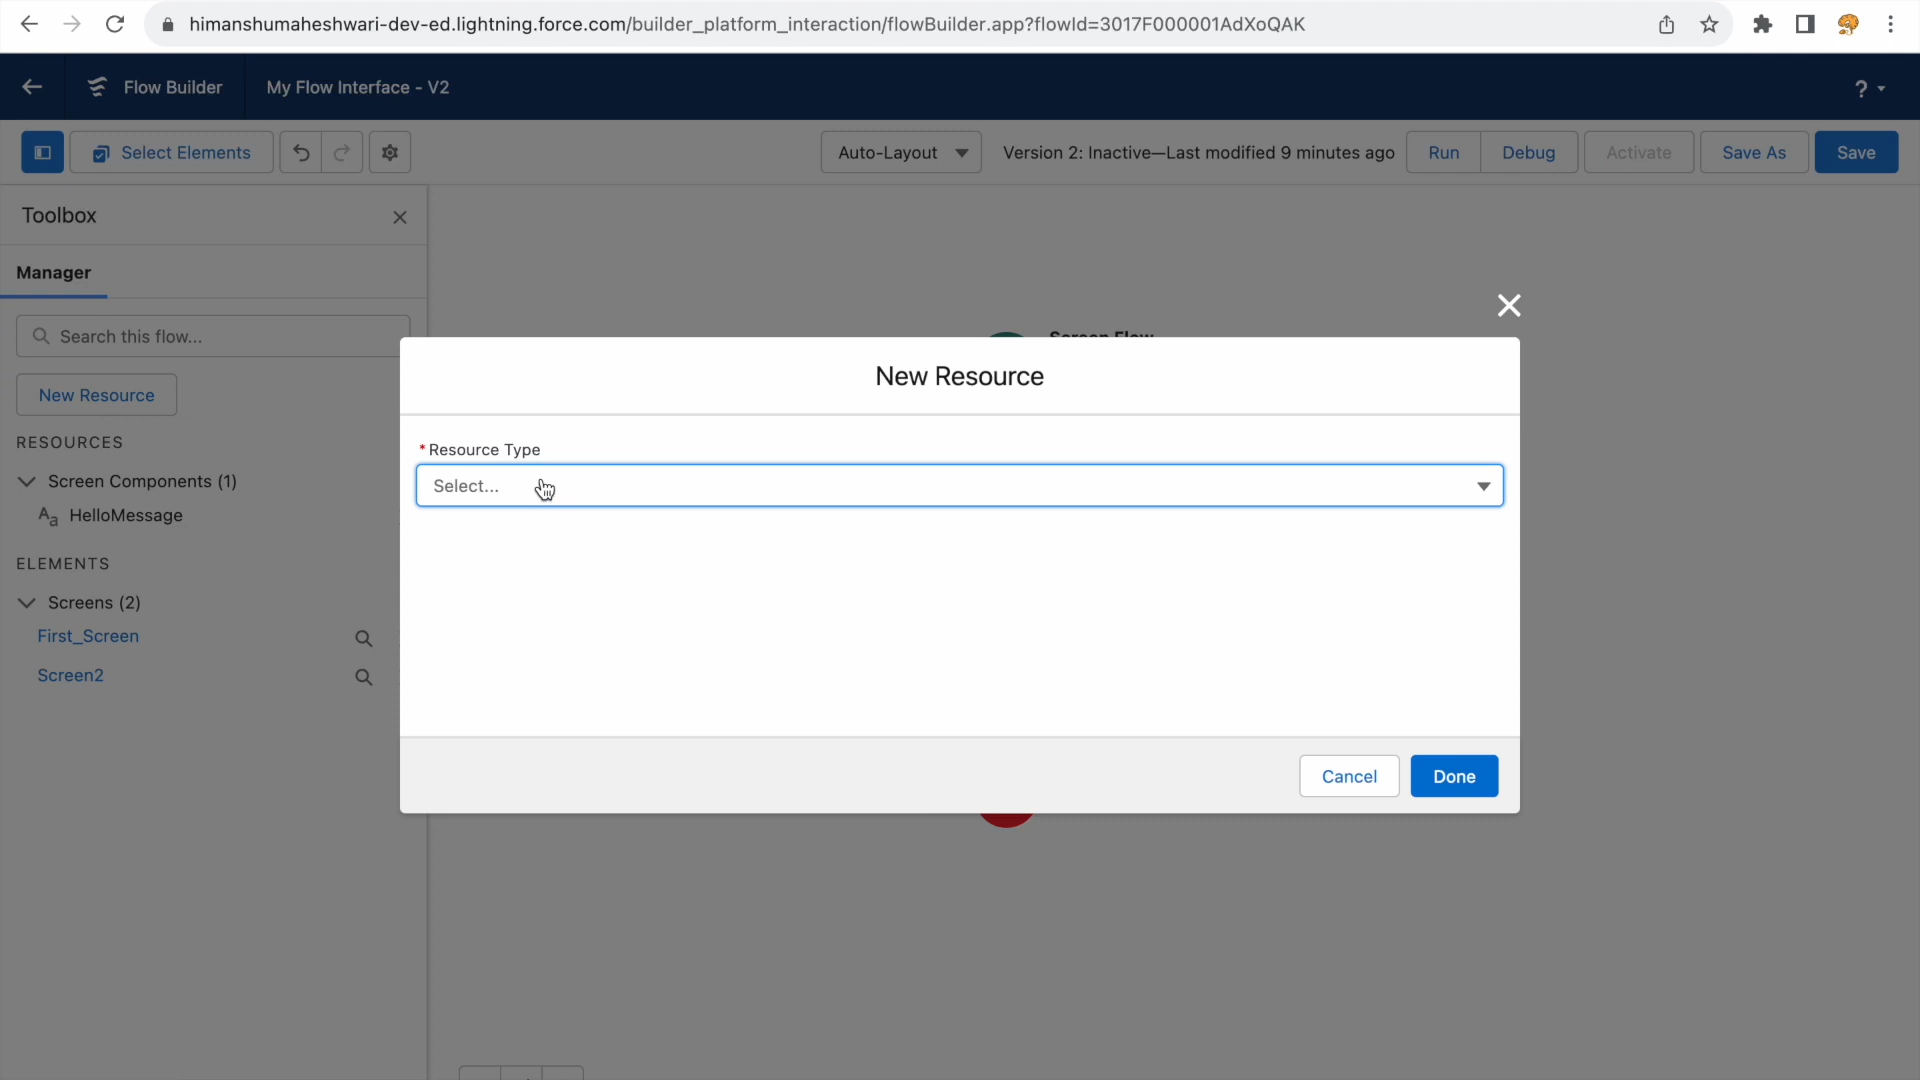 himanshumaheshwari-dev-ed.lightning.force.com/builder_platform_interaction/flowBuilder.app?flowId=3017F000001AdXoQAK
Flow Builder
My Flow Interface - V2
?
Select Elements
Auto-Layout
Version 2: Inactive—Last modified 9 minutes ago
Run
Debug
Activate
Save As
Save
Toolbox
Manager
Search this flow...
New Resource
RESOURCES
Screen Components (1)
Aa HelloMessage
ELEMENTS
Screens (2)
First_Screen
Screen2
Screen Flow
New Resource
* Resource Type
Select...
Cancel
Done